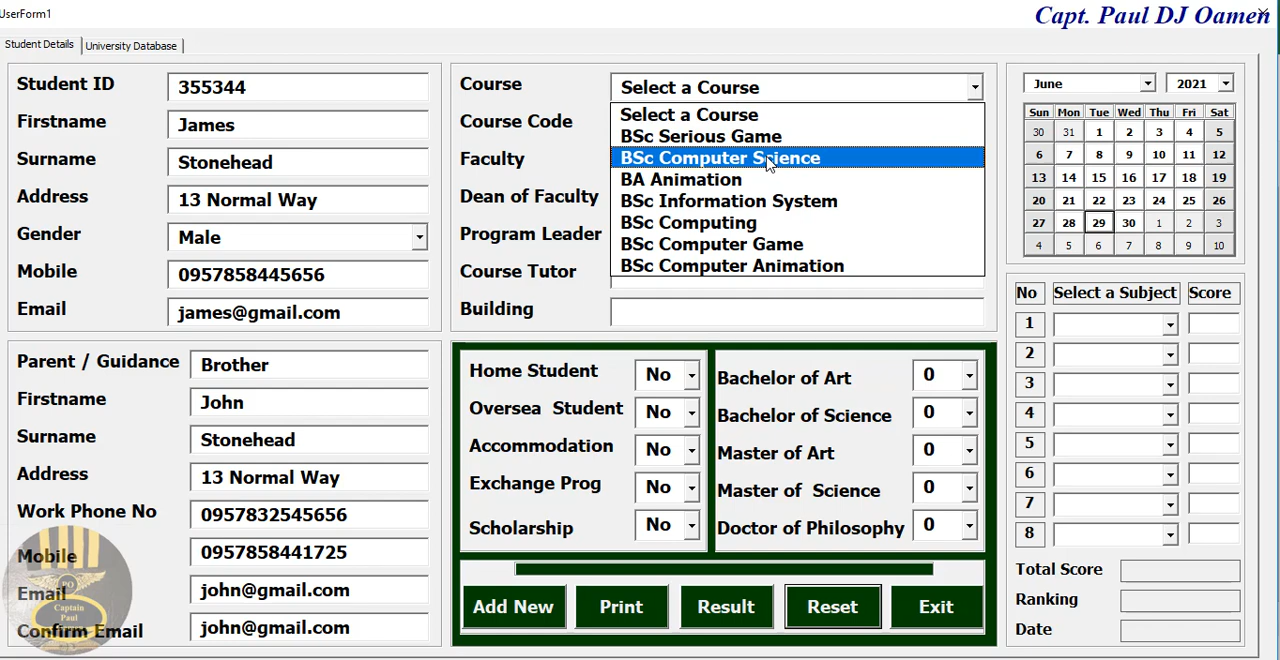 UserForm1
Capt. Paul DJ Oamen
Student Details
University Database
Student ID 355344
Firstname James
Surname Stonehead
Address 13 Normal Way
Gender Male
Mobile 0957858445656
Email james@gmail.com
Parent / Guidance Brother
Firstname John
Surname Stonehead
Address 13 Normal Way
Work Phone No 0957832545656
Mobile 0957858441725
Email john@gmail.com
Confirm Email john@gmail.com
PO
Captain
Paul
Course Select a Course
Course Code
Faculty
Dean of Faculty
Program Leader
Course Tutor
Building
Select a Course
BSc Serious Game
BSc Computer Science
BA Animation
BSc Information System
BSc Computing
BSc Computer Game
BSc Computer Animation
Home Student No
Oversea Student No
Accommodation No
Exchange Prog No
Scholarship No
Bachelor of Art 0
Bachelor of Science 0
Master of Art 0
Master of Science 0
Doctor of Philosophy 0
Add New Print Result Reset Exit
June 2021
Sun Mon Tue Wed Thu Fri Sat
30 31 1 2 3 4 5
6 7 8 9 10 11 12
13 14 15 16 17 18 19
20 21 22 23 24 25 26
27 28 29 30 1 2 3
4 5 6 7 8 9 10
No Select a Subject Score
1
2
3
4
5
6
7
8
Total Score
Ranking
Date